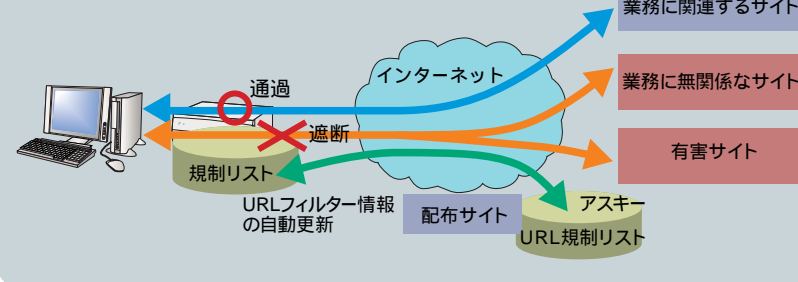 業務に関連するサイト
インターネット
通過
業務に無関係なサイト
遮断
有害サイト
規制リスト
URLフィルター情報
の自動更新
配布サイト
アスキー
URL規制リスト